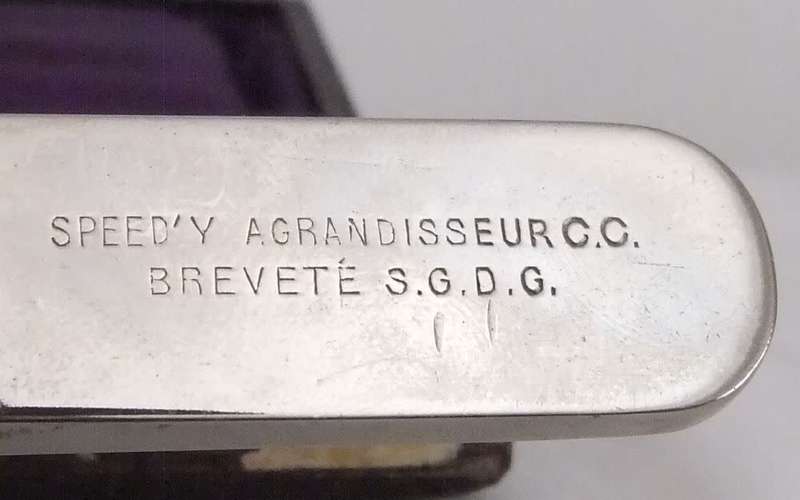 SPEED'Y AGRANDISSEUR C.C.
BREVETÉ S.G.D.G.